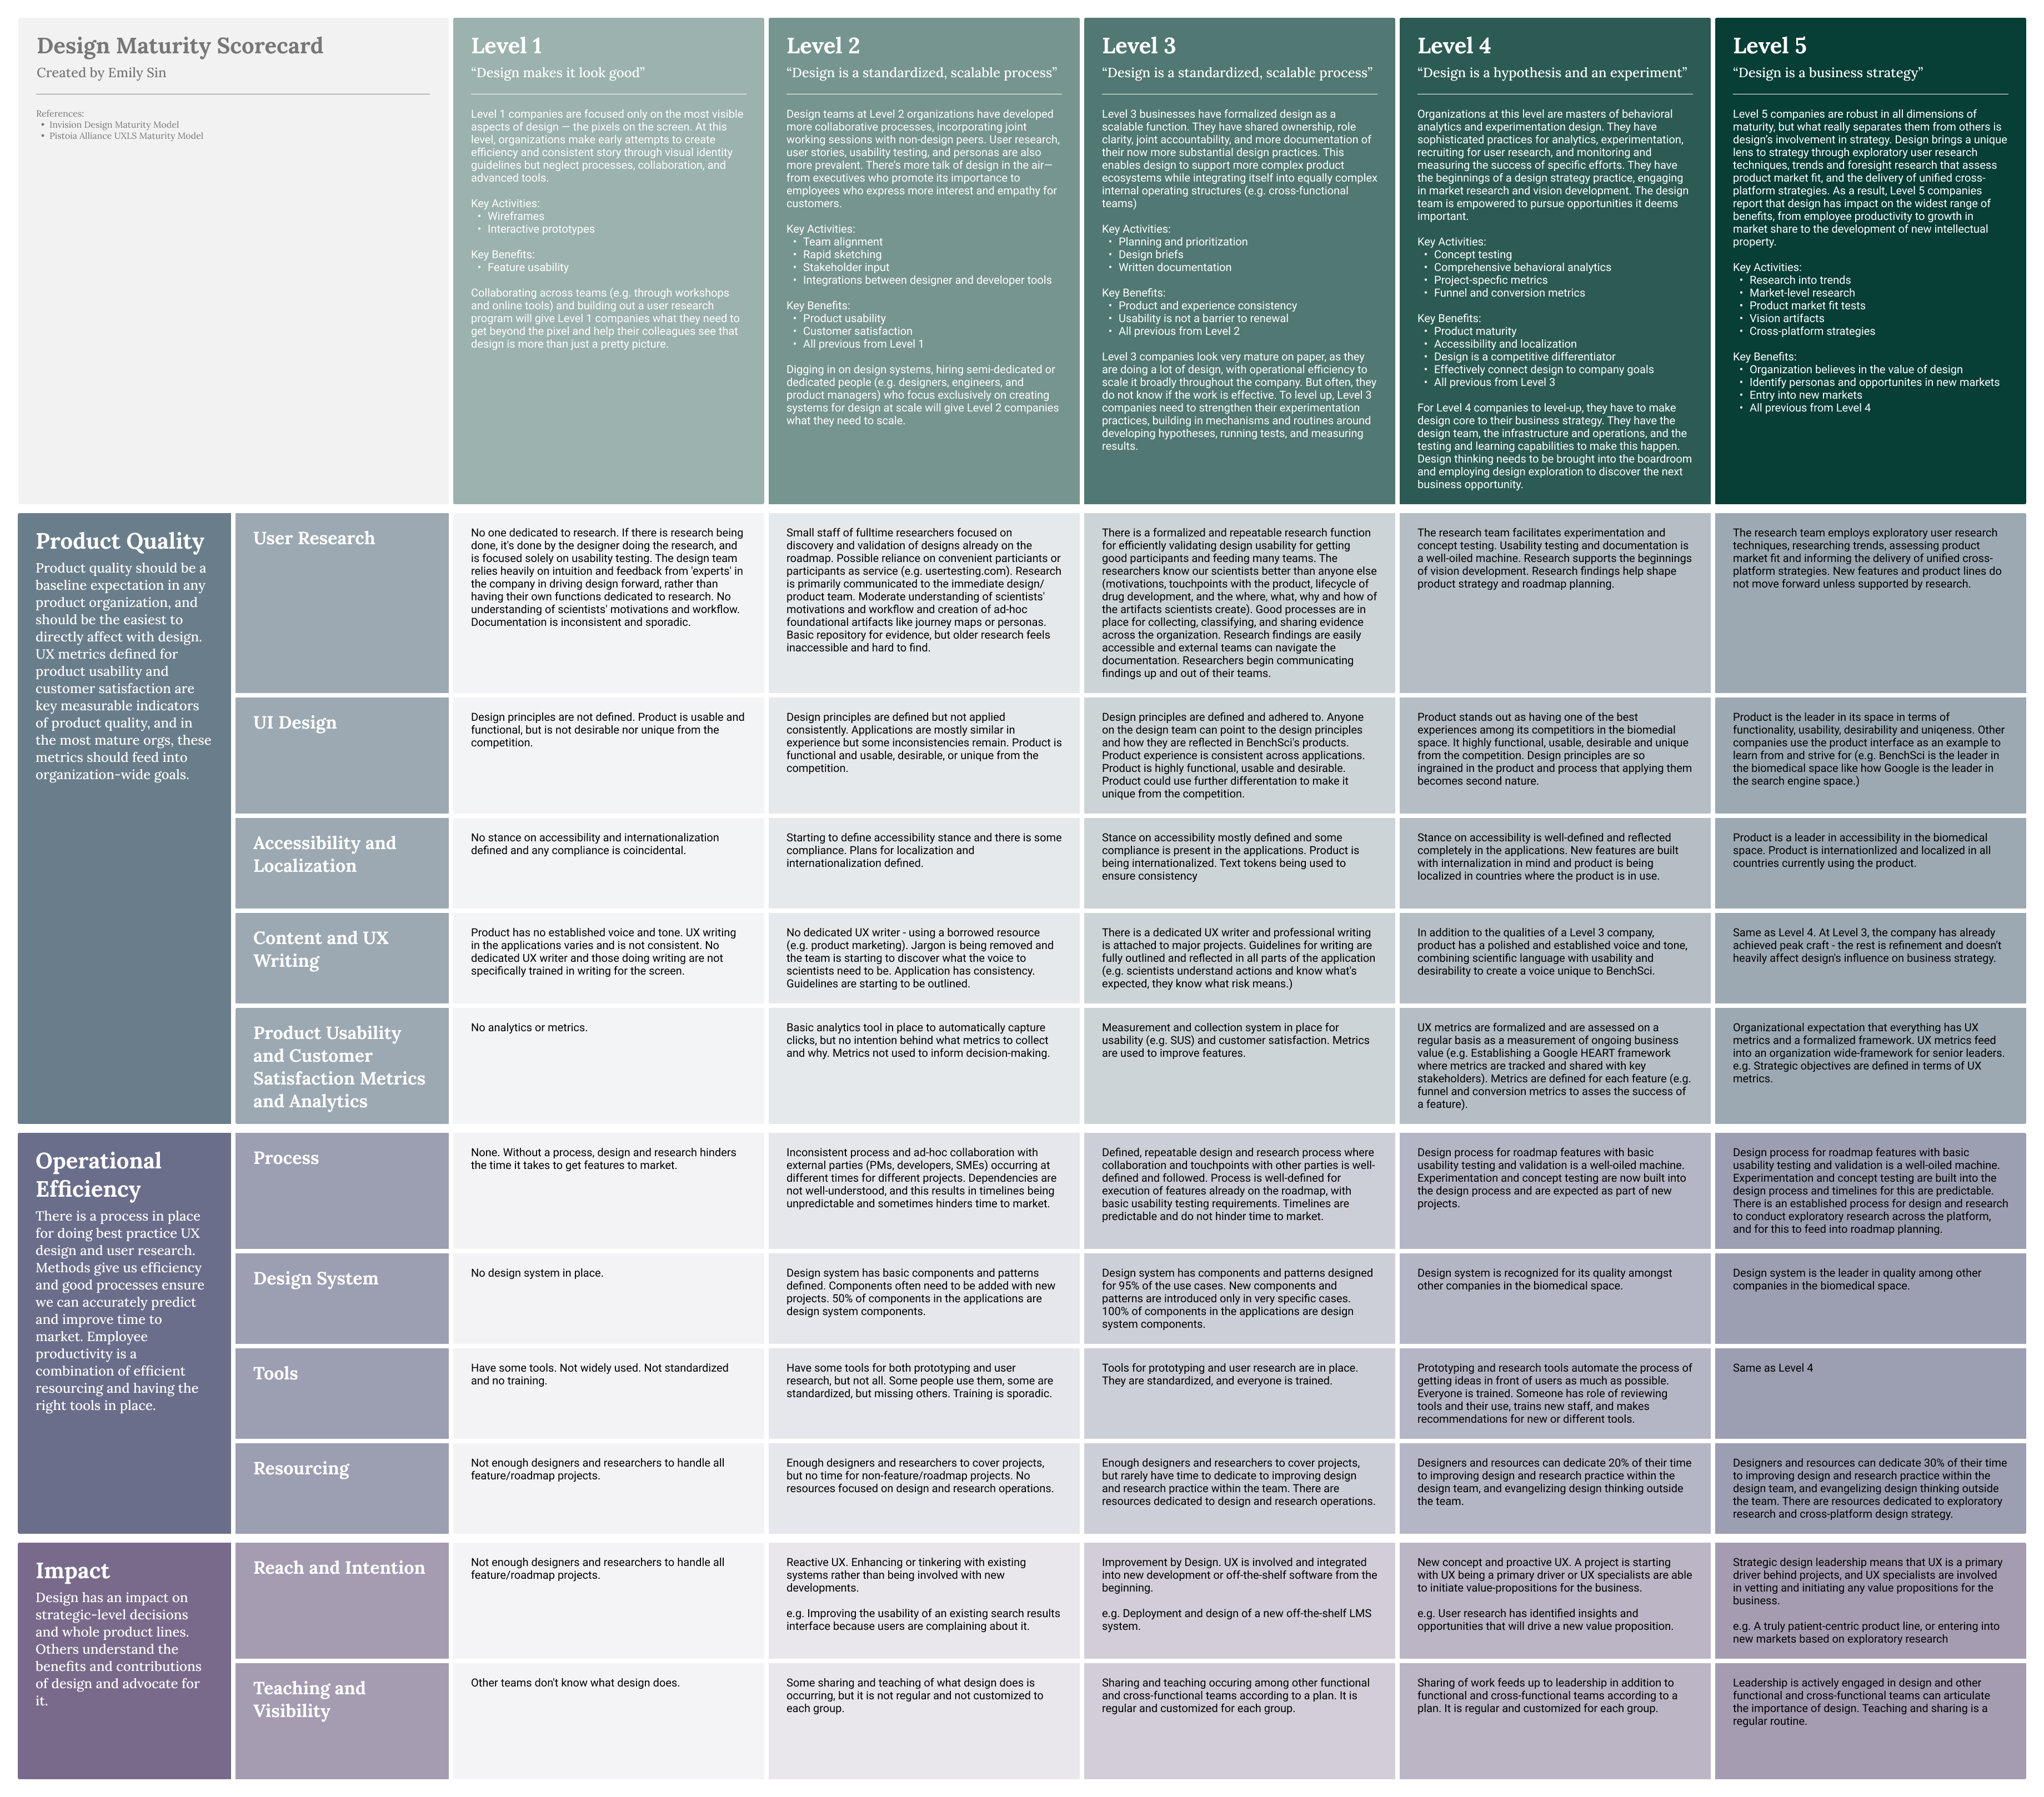 Design Maturity Scorecard
Created by Emily Sin
References:
• Invision Design Maturity Model
• Pistoia Alliance UXLS Maturity Model
Level 1
“Design makes it look good”
Level 1 companies are focused only on the most visible
aspects of design — the pixels on the screen. At this
level, organizations make early attempts to create
efficiency and consistent story through visual identity
guidelines but neglect processes, collaboration, and
advanced tools.
Key Activities:
• Wireframes
• Interactive prototypes
Key Benefits:
• Feature usability
Collaborating across teams (e.g. through workshops
and online tools) and building out a user research
program will give Level 1 companies what they need to
get beyond the pixel and help their colleagues see that
design is more than just a pretty picture.
Level 2
“Design is a standardized, scalable process”
Design teams at Level 2 organizations have developed
more collaborative processes, incorporating joint
working sessions with non-design peers. User research,
user stories, usability testing, and personas are also
more prevalent. There's more talk of design in the air—
from executives who promote its importance to
employees who express more interest and empathy for
customers.
Key Activities:
• Team alignment
• Rapid sketching
• Stakeholder input
• Integrations between designer and developer tools
Key Benefits:
• Product usability
• Customer satisfaction
• All previous from Level 1
Digging in on design systems, hiring semi-dedicated or
dedicated people (e.g. designers, engineers, and
product managers) who focus exclusively on creating
systems for design at scale will give Level 2 companies
what they need to scale.
Level 3
“Design is a standardized, scalable process”
Level 3 businesses have formalized design as a
scalable function. They have shared ownership, role
clarity, joint accountability, and more documentation of
their now more substantial design practices. This
enables design to support more complex product
ecosystems while integrating itself into equally complex
internal operating structures (e.g. cross-functional
teams)
Key Activities:
• Planning and prioritization
• Design briefs
• Written documentation
Key Benefits:
• Product and experience consistency
• Usability is not a barrier to renewal
• All previous from Level 2
Level 3 companies look very mature on paper, as they
are doing a lot of design, with operational efficiency to
scale it broadly throughout the company. But often, they
do not know if the work is effective. To level up, Level 3
companies need to strengthen their experimentation
practices, building in mechanisms and routines around
developing hypotheses, running tests, and measuring
results.
Level 4
“Design is a hypothesis and an experiment”
Organizations at this level are masters of behavioral
analytics and experimentation design. They have
sophisticated practices for analytics, experimentation,
recruiting for user research, and monitoring and
measuring the success of specific efforts. They have
the beginnings of a design strategy practice, engaging
in market research and vision development. The design
team is empowered to pursue opportunities it deems
important.
Key Activities:
• Concept testing
• Comprehensive behavioral analytics
• Project-specfic metrics
• Funnel and conversion metrics
Key Benefits:
• Product maturity
• Accessibility and localization
• Design is a competitive differentiator
• Effectively connect design to company goals
• All previous from Level 3
For Level 4 companies to level-up, they have to make
design core to their business strategy. They have the
design team, the infrastructure and operations, and the
testing and learning capabilities to make this happen.
Design thinking needs to be brought into the boardroom
and employing design exploration to discover the next
business opportunity.
Level 5
“Design is a business strategy”
Level 5 companies are robust in all dimensions of
maturity, but what really separates them from others is
design's involvement in strategy. Design brings a unique
lens to strategy through exploratory user research
techniques, trends and foresight research that assess
product market fit, and the delivery of unified cross-
platform strategies. As a result, Level 5 companies
report that design has impact on the widest range of
benefits, from employee productivity to growth in
market share to the development of new intellectual
property.
Key Activities:
• Research into trends
• Market-level research
• Product market fit tests
• Vision artifacts
• Cross-platform strategies
Key Benefits:
• Organization believes in the value of design
• Identify personas and opportunites in new markets
• Entry into new markets
• All previous from Level 4
Product Quality
Product quality should be a
baseline expectation in any
product organization, and
should be the easiest to
directly affect with design.
UX metrics defined for
product usability and
customer satisfaction are
key measurable indicators
of product quality, and in
the most mature orgs, these
metrics should feed into
organization-wide goals.
User Research
No one dedicated to research. If there is research being
done, it's done by the designer doing the research, and
is focused solely on usability testing. The design team
relies heavily on intuition and feedback from 'experts' in
the company in driving design forward, rather than
having their own functions dedicated to research. No
understanding of scientists' motivations and workflow.
Documentation is inconsistent and sporadic.
Small staff of fulltime researchers focused on
discovery and validation of designs already on the
roadmap. Possible reliance on convenient particiants or
participants as service (e.g. usertesting.com). Research
is primarily communicated to the immediate design/
product team. Moderate understanding of scientists'
motivations and workflow and creation of ad-hoc
foundational artifacts like journey maps or personas.
Basic repository for evidence, but older research feels
inaccessible and hard to find.
There is a formalized and repeatable research function
for efficiently validating design usability for getting
good participants and feeding many teams. The
researchers know our scientists better than anyone else
(motivations, touchpoints with the product, lifecycle of
drug development, and the where, what, why and how of
the artifacts scientists create). Good processes are in
place for collecting, classifying, and sharing evidence
across the organization. Research findings are easily
accessible and external teams can navigate the
documentation. Researchers begin communicating
findings up and out of their teams.
The research team facilitates experimentation and
concept testing. Usability testing and documentation is
a well-oiled machine. Research supports the beginnings
of vision development. Research findings help shape
product strategy and roadmap planning.
The research team employs exploratory user research
techniques, researching trends, assessing product
market fit and informing the delivery of unified cross-
platform strategies. New features and product lines do
not move forward unless supported by research.
UI Design
Design principles are not defined. Product is usable and
functional, but is not desirable nor unique from the
competition.
Design principles are defined but not applied
consistently. Applications are mostly similar in
experience but some inconsistencies remain. Product is
functional and usable, desirable, or unique from the
competition.
Design principles are defined and adhered to. Anyone
on the design team can point to the design principles
and how they are reflected in BenchSci's products.
Product experience is consistent across applications.
Product is highly functional, usable and desirable.
Product could use further differentation to make it
unique from the competition.
Product stands out as having one of the best
experiences among its competitors in the biomedial
space. It highly functional, usable, desirable and unique
from the competition. Design principles are so
ingrained in the product and process that applying them
becomes second nature.
Product is the leader in its space in terms of
functionality, usability, desirability and uniqeness. Other
companies use the product interface as an example to
learn from and strive for (e.g. BenchSci is the leader in
the biomedical space like how Google is the leader in
the search engine space.)
Accessibility and
Localization
No stance on accessibility and internationalization
defined and any compliance is coincidental.
Starting to define accessibility stance and there is some
compliance. Plans for localization and
internationalization defined.
Stance on accessibility mostly defined and some
compliance is present in the applications. Product is
being internationalized. Text tokens being used to
ensure consistency
Stance on accessibility is well-defined and reflected
completely in the applications. New features are built
with internalization in mind and product is being
localized in countries where the product is in use.
Product is a leader in accessibility in the biomedical
space. Product is internationlized and localized in all
countries currently using the product.
Content and UX
Writing
Product has no established voice and tone. UX writing
in the applications varies and is not consistent. No
dedicated UX writer and those doing writing are not
specifically trained in writing for the screen.
No dedicated UX writer - using a borrowed resource
(e.g. product marketing). Jargon is being removed and
the team is starting to discover what the voice to
scientists need to be. Application has consistency.
Guidelines are starting to be outlined.
There is a dedicated UX writer and professional writing
is attached to major projects. Guidelines for writing are
fully outlined and reflected in all parts of the application
(e.g. scientists understand actions and know what's
expected, they know what risk means.)
In addition to the qualities of a Level 3 company,
product has a polished and established voice and tone,
combining scientific language with usability and
desirability to create a voice unique to BenchSci.
Same as Level 4. At Level 3, the company has already
achieved peak craft - the rest is refinement and doesn't
heavily affect design's influence on business strategy.
Product Usability
and Customer
Satisfaction Metrics
and Analytics
No analytics or metrics.
Basic analytics tool in place to automatically capture
clicks, but no intention behind what metrics to collect
and why. Metrics not used to inform decision-making.
Measurement and collection system in place for
usability (e.g. SUS) and customer satisfaction. Metrics
are used to improve features.
UX metrics are formalized and are assessed on a
regular basis as a measurement of ongoing business
value (e.g. Establishing a Google HEART framework
where metrics are tracked and shared with key
stakeholders). Metrics are defined for each feature (e.g.
funnel and conversion metrics to asses the success of
a feature).
Organizational expectation that everything has UX
metrics and a formalized framework. UX metrics feed
into an organization wide-framework for senior leaders.
e.g. Strategic objectives are defined in terms of UX
metrics.
Operational
Efficiency
There is a process in place
for doing best practice UX
design and user research.
Methods give us efficiency
and good processes ensure
we can accurately predict
and improve time to
market. Employee
productivity is a
combination of efficient
resourcing and having the
right tools in place.
Process
None. Without a process, design and research hinders
the time it takes to get features to market.
Inconsistent process and ad-hoc collaboration with
external parties (PMs, developers, SMEs) occurring at
different times for different projects. Dependencies are
not well-understood, and this results in timelines being
unpredictable and sometimes hinders time to market.
Defined, repeatable design and research process where
collaboration and touchpoints with other parties is well-
defined and followed. Process is well-defined for
execution of features already on the roadmap, with
basic usability testing requirements. Timelines are
predictable and do not hinder time to market.
Design process for roadmap features with basic
usability testing and validation is a well-oiled machine.
Experimentation and concept testing are now built into
the design process and are expected as part of new
projects.
Design process for roadmap features with basic
usability testing and validation is a well-oiled machine.
Experimentation and concept testing are built into the
design process and timelines for this are predictable.
There is an established process for design and research
to conduct exploratory research across the platform,
and for this to feed into roadmap planning.
Design System
No design system in place.
Design system has basic components and patterns
defined. Components often need to be added with new
projects. 50% of components in the applications are
design system components.
Design system has components and patterns designed
for 95% of the use cases. New components and
patterns are introduced only in very specific cases.
100% of components in the applications are design
system components.
Design system is recognized for its quality amongst
other companies in the biomedical space.
Design system is the leader in quality among other
companies in the biomedical space.
Tools
Have some tools. Not widely used. Not standardized
and no training.
Have some tools for both prototyping and user
research, but not all. Some people use them, some are
standardized, but missing others. Training is sporadic.
Tools for prototyping and user research are in place.
They are standardized, and everyone is trained.
Prototyping and research tools automate the process of
getting ideas in front of users as much as possible.
Everyone is trained. Someone has role of reviewing
tools and their use, trains new staff, and makes
recommendations for new or different tools.
Same as Level 4
Resourcing
Not enough designers and researchers to handle all
feature/roadmap projects.
Enough designers and researchers to cover projects,
but no time for non-feature/roadmap projects. No
resources focused on design and research operations.
Enough designers and researchers to cover projects,
but rarely have time to dedicate to improving design
and research practice within the team. There are
resources dedicated to design and research operations.
Designers and resources can dedicate 20% of their time
to improving design and research practice within the
design team, and evangelizing design thinking outside
the team.
Designers and resources can dedicate 30% of their time
to improving design and research practice within the
design team, and evangelizing design thinking outside
the team. There are resources dedicated to exploratory
research and cross-platform design strategy.
Impact
Design has an impact on
strategic-level decisions
and whole product lines.
Others understand the
benefits and contributions
of design and advocate for
it.
Reach and Intention
Not enough designers and researchers to handle all
feature/roadmap projects.
Reactive UX. Enhancing or tinkering with existing
systems rather than being involved with new
developments.
e.g. Improving the usability of an existing search results
interface because users are complaining about it.
Improvement by Design. UX is involved and integrated
into new development or off-the-shelf software from the
beginning.
e.g. Deployment and design of a new off-the-shelf LMS
system.
New concept and proactive UX. A project is starting
with UX being a primary driver or UX specialists are able
to initiate value-propositions for the business.
e.g. User research has identified insights and
opportunities that will drive a new value proposition.
Strategic design leadership means that UX is a primary
driver behind projects, and UX specialists are involved
in vetting and initiating any value propositions for the
business.
e.g. A truly patient-centric product line, or entering into
new markets based on exploratory research
Teaching and
Visibility
Other teams don't know what design does.
Some sharing and teaching of what design does is
occurring, but it is not regular and not customized to
each group.
Sharing and teaching occuring among other functional
and cross-functional teams according to a plan. It is
regular and customized for each group.
Sharing of work feeds up to leadership in addition to
functional and cross-functional teams according to a
plan. It is regular and customized for each group.
Leadership is actively engaged in design and other
functional and cross-functional teams can articulate
the importance of design. Teaching and sharing is a
regular routine.